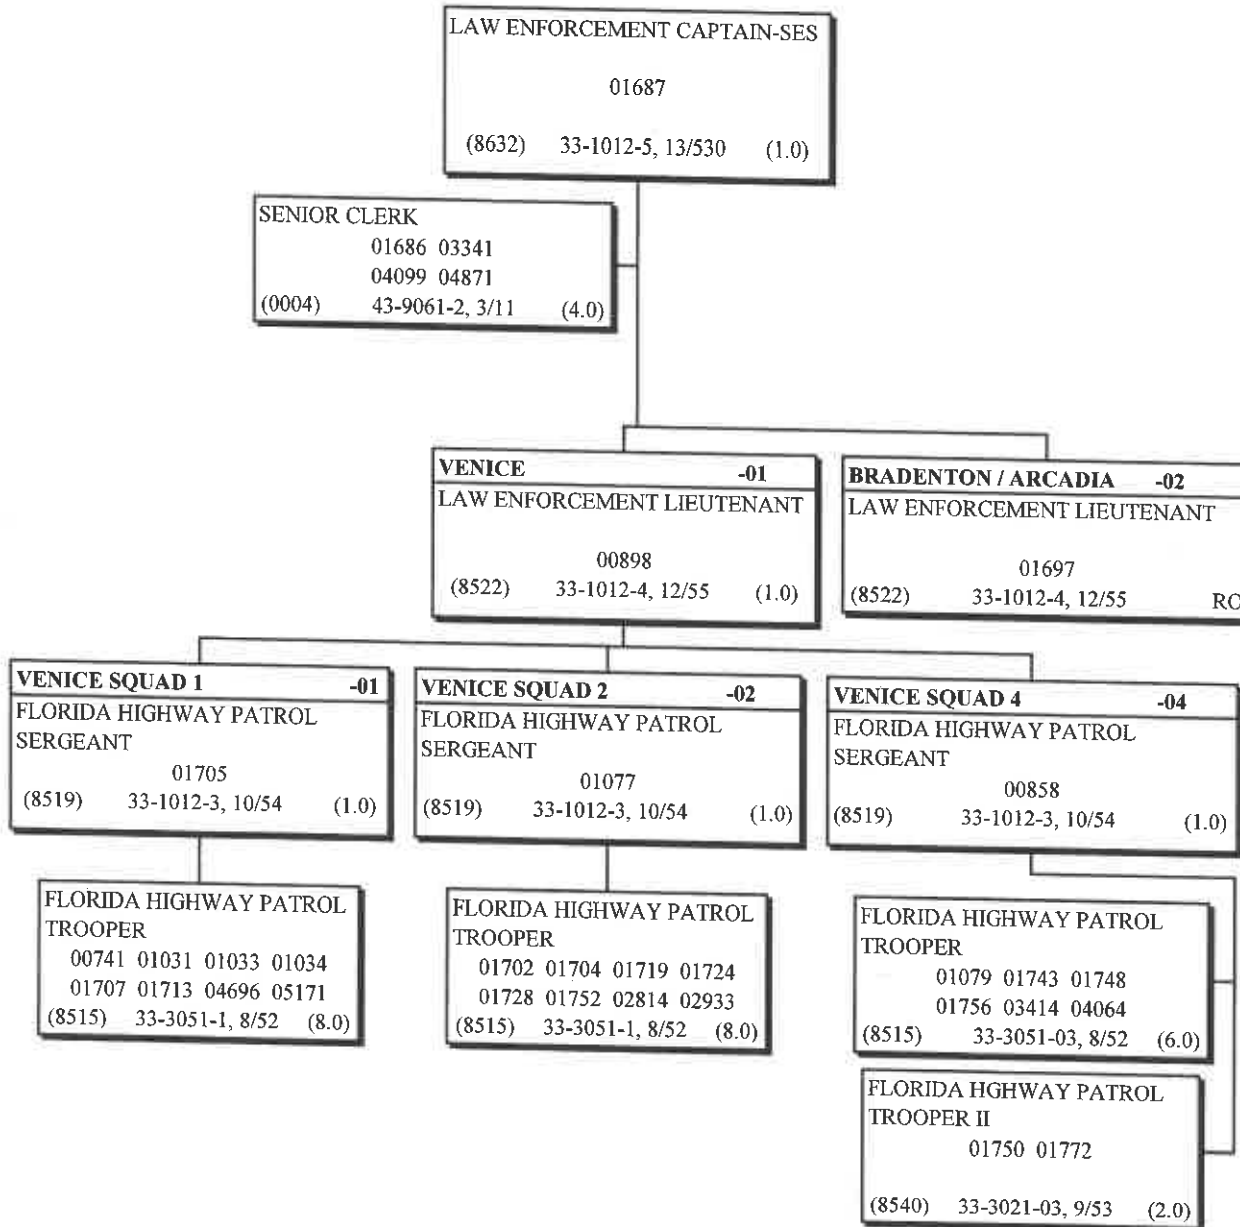 LAW ENFORCEMENT CAPTAIN-SES
01687
(8632) 33-1012-5, 13/530 (1.0)
SENIOR CLERK
01686 03341
04099 04871
(0004) 43-9061-2, 3/11 (4.0)
VENICE -01
LAW ENFORCEMENT LIEUTENANT
00898
(8522) 33-1012-4, 12/55 (1.0)
BRADENTON / ARCADIA -02
LAW ENFORCEMENT LIEUTENANT
01697
(8522) 33-1012-4, 12/55 RO
VENICE SQUAD 1 -01
FLORIDA HIGHWAY PATROL
SERGEANT
01705
(8519) 33-1012-3, 10/54 (1.0)
VENICE SQUAD 2 -02
FLORIDA HIGHWAY PATROL
SERGEANT
01077
(8519) 33-1012-3, 10/54 (1.0)
VENICE SQUAD 4 -04
FLORIDA HIGHWAY PATROL
SERGEANT
00858
(8519) 33-1012-3, 10/54 (1.0)
FLORIDA HIGHWAY PATROL
TROOPER
00741 01031 01033 01034
01707 01713 04696 05171
(8515) 33-3051-1, 8/52 (8.0)
FLORIDA HIGHWAY PATROL
TROOPER
01702 01704 01719 01724
01728 01752 02814 02933
(8515) 33-3051-1, 8/52 (8.0)
FLORIDA HIGHWAY PATROL
TROOPER
01079 01743 01748
01756 03414 04064
(8515) 33-3051-03, 8/52 (6.0)
FLORIDA HGHWAY PATROL
TROOPER II
01750 01772
(8540) 33-3021-03, 9/53 (2.0)